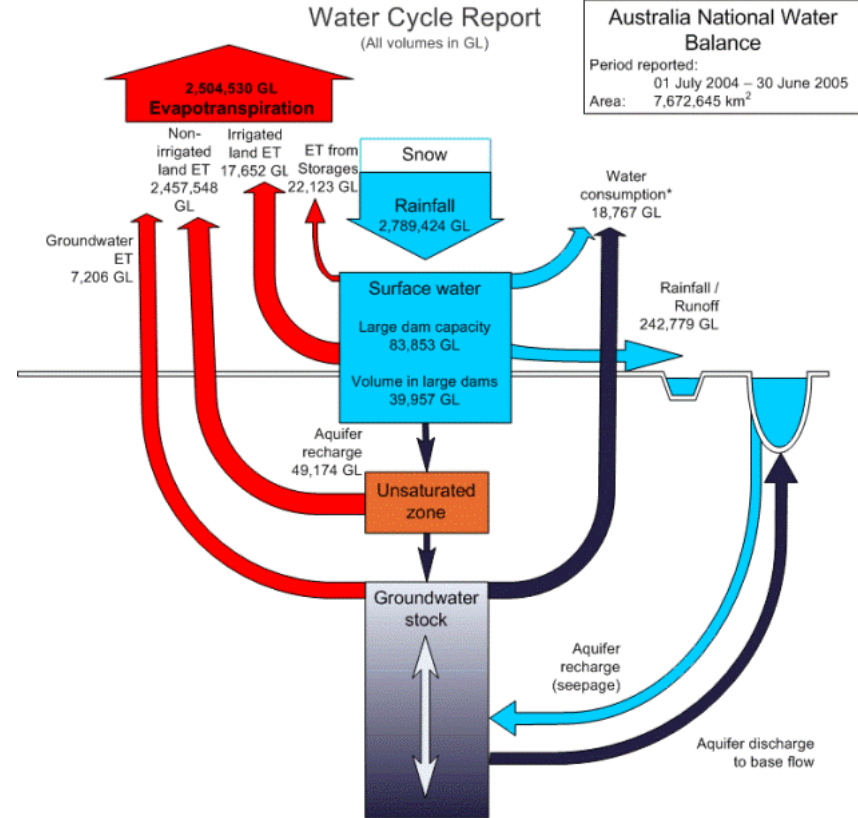 Water Cycle Report
(All volumes in GL)
Australia National Water
Balance
Period reported:
01 July 2004 – 30 June 2005
Area: 7,672,645 km²
2,504,530 GL
Evapotranspiration
Non-
irrigated
land ET
2,457,548
GL
Irrigated
land ET
17,652 GL
ET from
Storages
22,123 GL
Snow
Rainfall
2,789,424 GL
Water
consumption*
18,767 GL
Groundwater
ET
7,206 GL
Surface water
Large dam capacity
83,853 GL
Volume in large dams
39,957 GL
Rainfall /
Runoff
242,779 GL
Aquifer
recharge
49,174 GL
Unsaturated
zone
Groundwater
stock
Aquifer
recharge
(seepage)
Aquifer discharge
to base flow